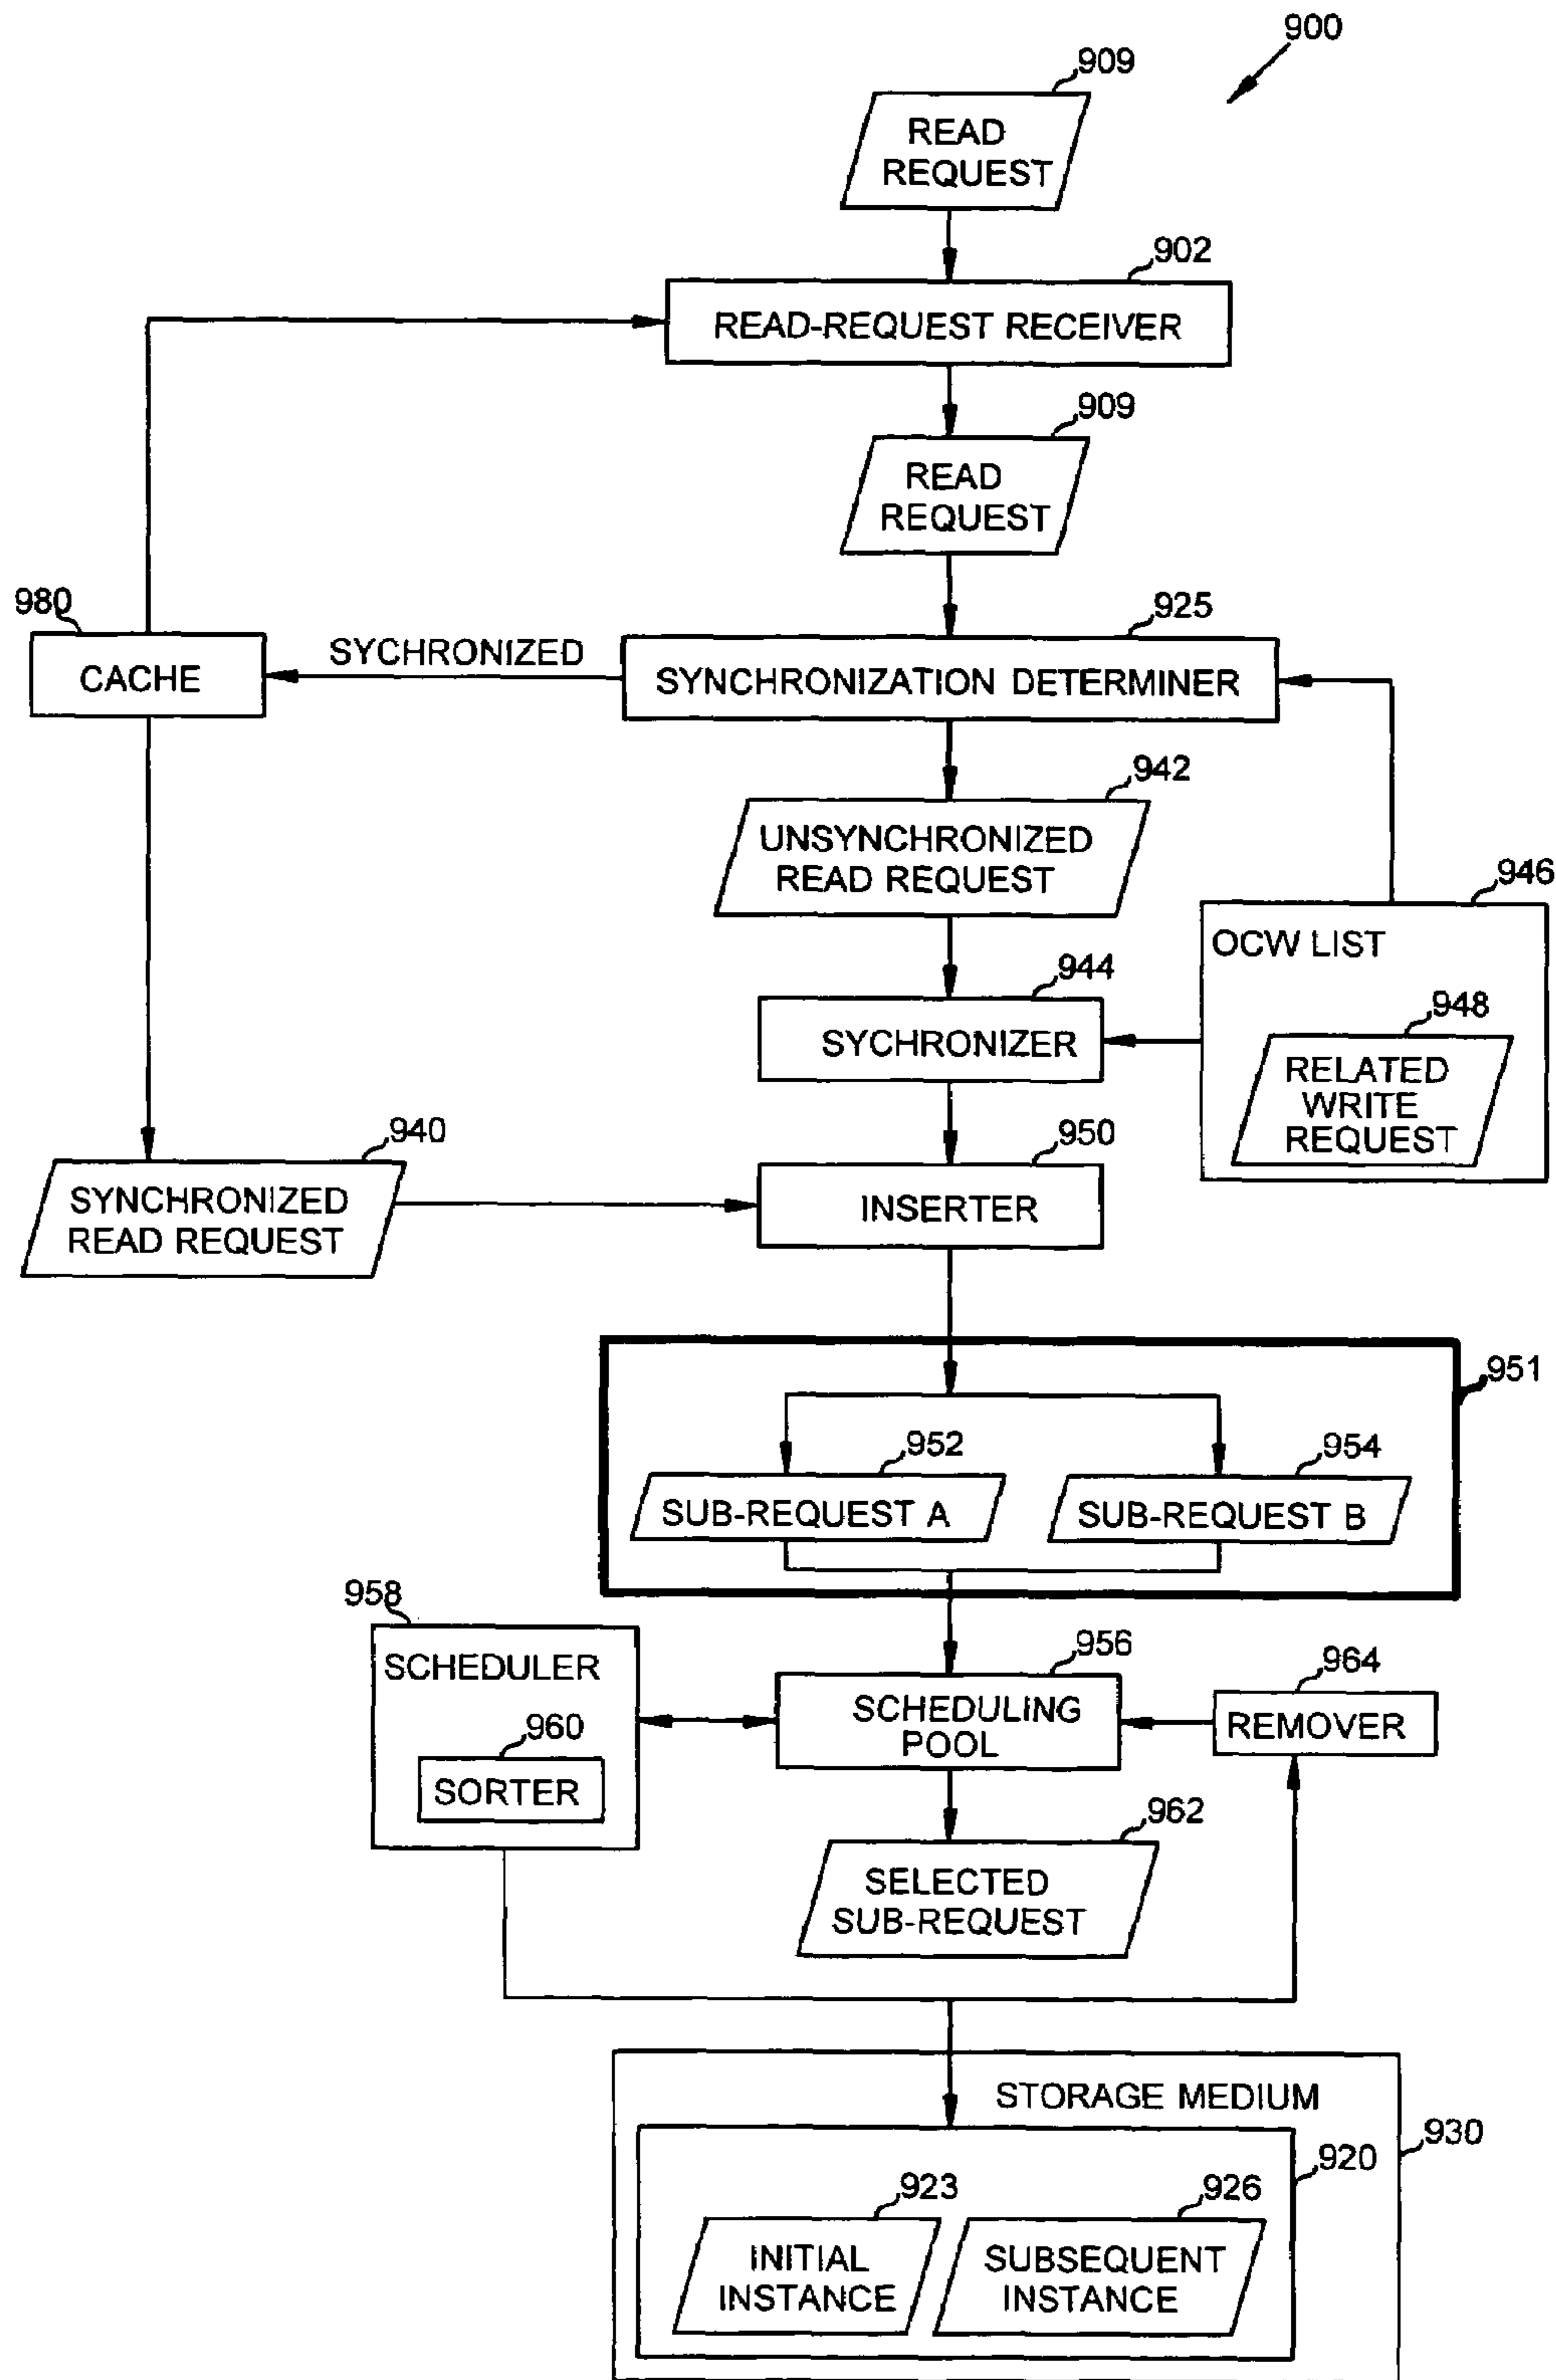 900
909
READ
REQUEST
902
READ-REQUEST RECEIVER
909
READ
REQUEST
980
CACHE
SYCHRONIZED
925
SYNCHRONIZATION DETERMINER
942
UNSYNCHRONIZED
READ REQUEST
946
OCW LIST
948
RELATED
WRITE
REQUEST
944
SYCHRONIZER
940
SYNCHRONIZED
READ REQUEST
950
INSERTER
951
952
SUB-REQUEST A
954
SUB-REQUEST B
958
SCHEDULER
960
SORTER
956
SCHEDULING
POOL
964
REMOVER
962
SELECTED
SUB-REQUEST
STORAGE MEDIUM
930
920
923
INITIAL
INSTANCE
926
SUBSEQUENT
INSTANCE